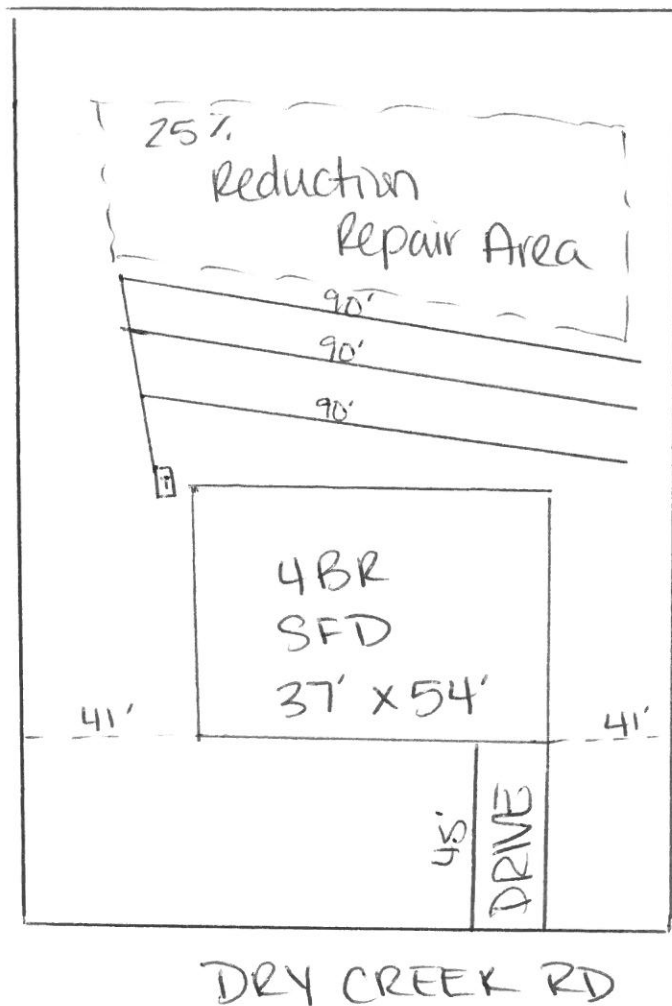 25%
Reduction
Repair Area
90'
90'
90'
T
4BR
SFD
37' x 54'
41'
41'
45'
DRIVE
DRY CREEK RD